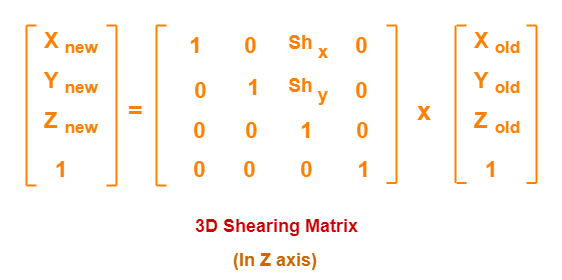 X new 1 0 Sh x 0 X old
Y new 0 1 Sh y 0 Y old
Z new = 0 0 1 0 x Z old
1 0 0 0 1 1
3D Shearing Matrix
(In Z axis)